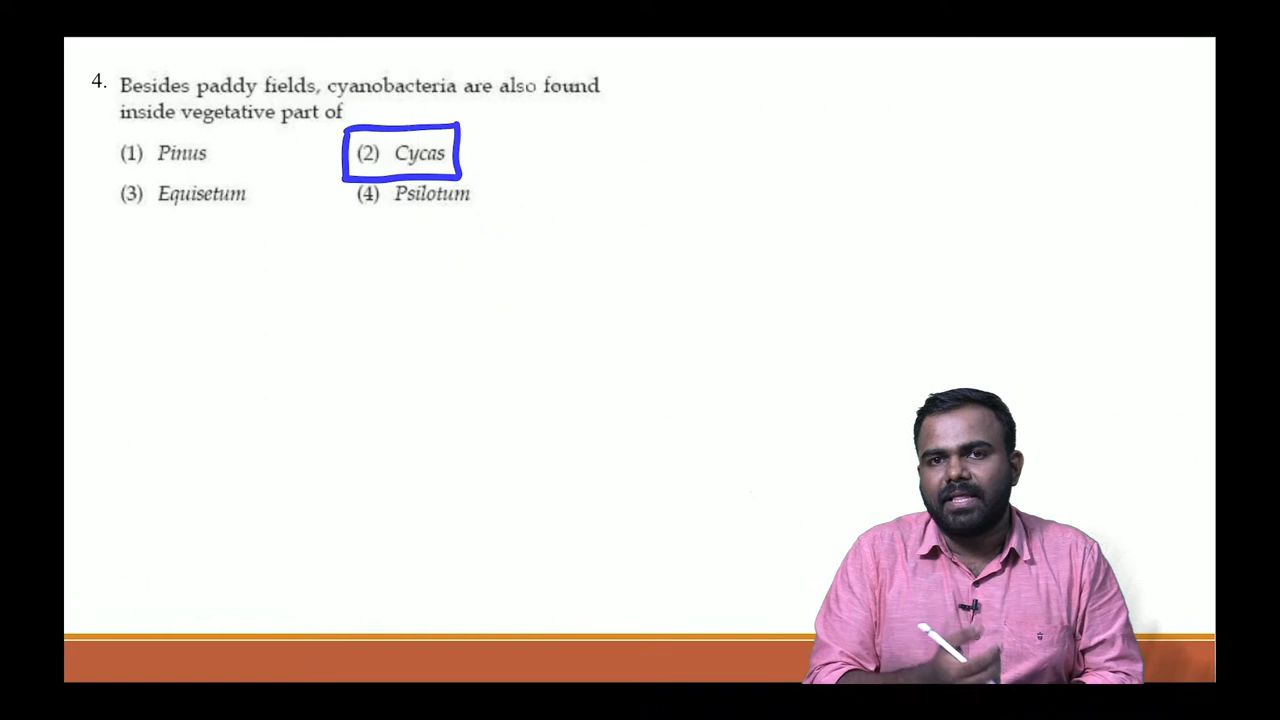 4. Besides paddy fields, cyanobacteria are also found
inside vegetative part of
(1) Pinus (2) Cycas
(3) Equisetum (4) Psilotum